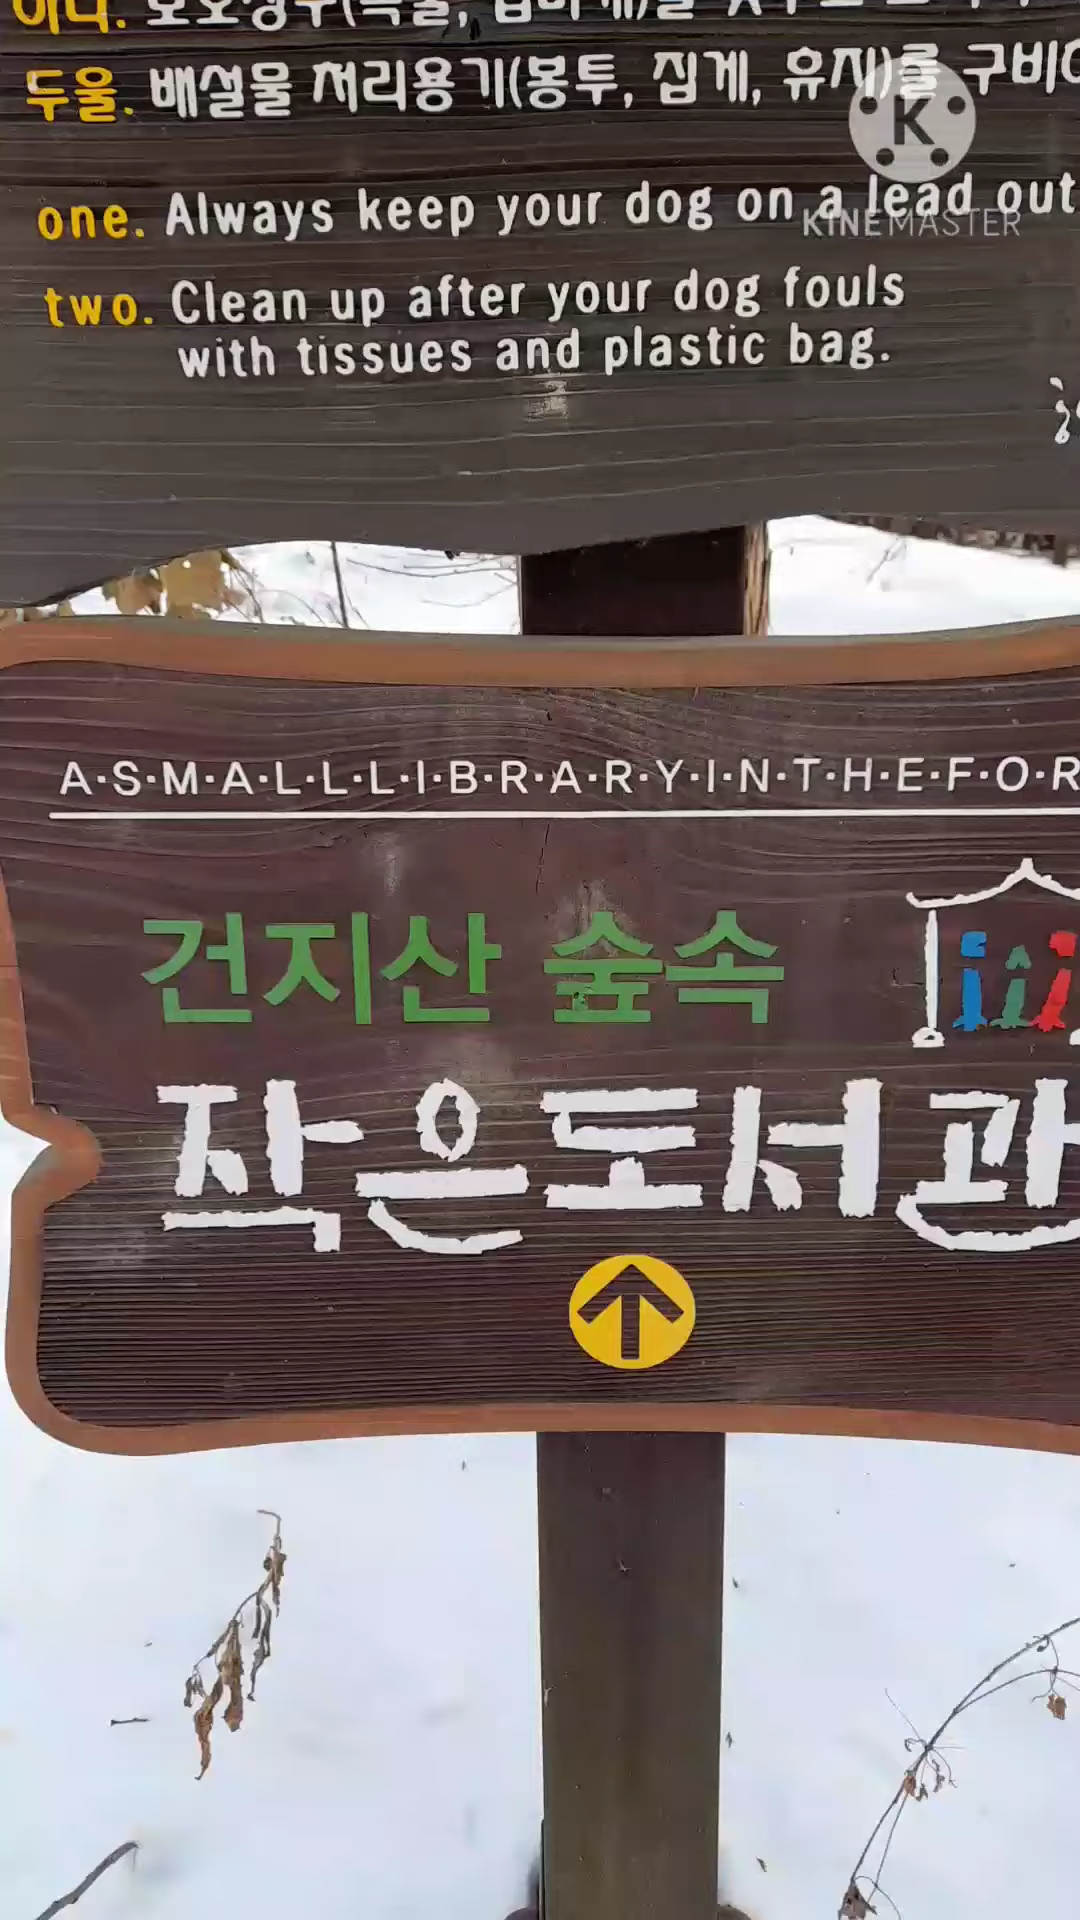 두울. 배설물 처리용기(봉투, 집게, 유지)를 구비
one. Always keep your dog on a lead out
two. Clean up after your dog fouls
with tissues and plastic bag.
KINEMASTER
A·S·M·A·L·L·L·I·B·R·A·R·Y·I·N·T·H·E·F·O·R
건지산 숲속
작은도서관